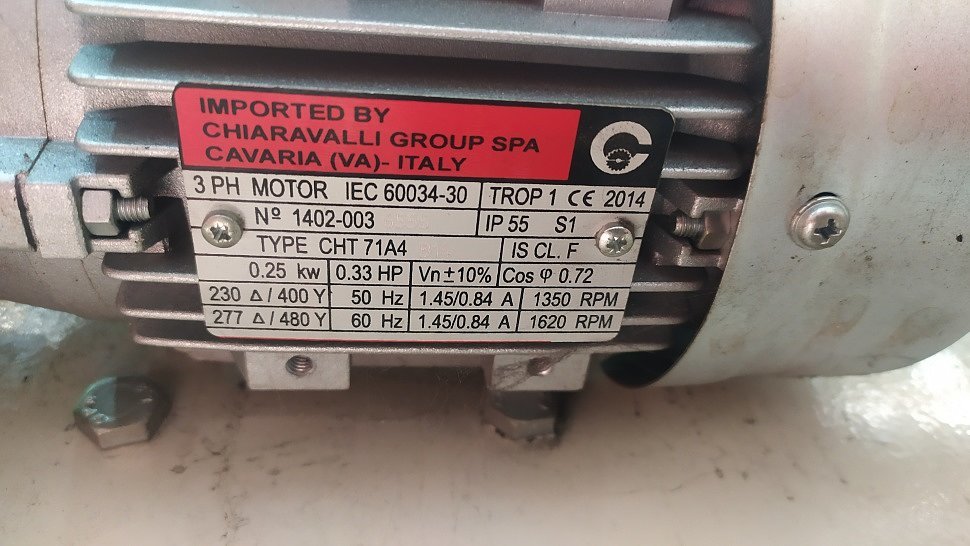 IMPORTED BY
CHIARAVALLI GROUP SPA
CAVARIA (VA)- ITALY
3 PH MOTOR IEC 60034-30 TROP 1 CE 2014
Nº 1402-003 IP 55 S1
TYPE CHT 71A4 IS CL. F
0.25 kw 0.33 HP Vn ±10% Cos φ 0.72
230 Δ / 400 Y 50 Hz 1.45/0.84 A 1350 RPM
277 Δ / 480 Y 60 Hz 1.45/0.84 A 1620 RPM